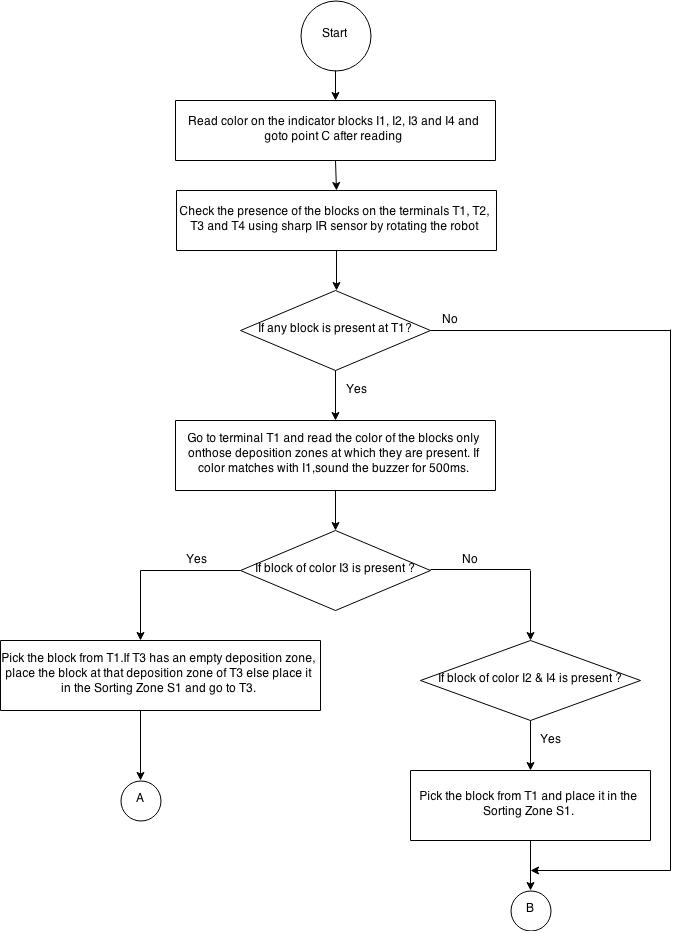 Start
Read color on the indicator blocks I1, I2, I3 and I4 and
goto point C after reading
Check the presence of the blocks on the terminals T1, T2,
T3 and T4 using sharp IR sensor by rotating the robot
If any block is present at T1?
No
Yes
Go to terminal T1 and read the color of the blocks only
onthose deposition zones at which they are present. If
color matches with I1,sound the buzzer for 500ms.
If block of color I3 is present ?
Yes
No
Pick the block from T1.If T3 has an empty deposition zone,
place the block at that deposition zone of T3 else place it
in the Sorting Zone S1 and go to T3.
If block of color I2 & I4 is present ?
Yes
Pick the block from T1 and place it in the
Sorting Zone S1.
A
B